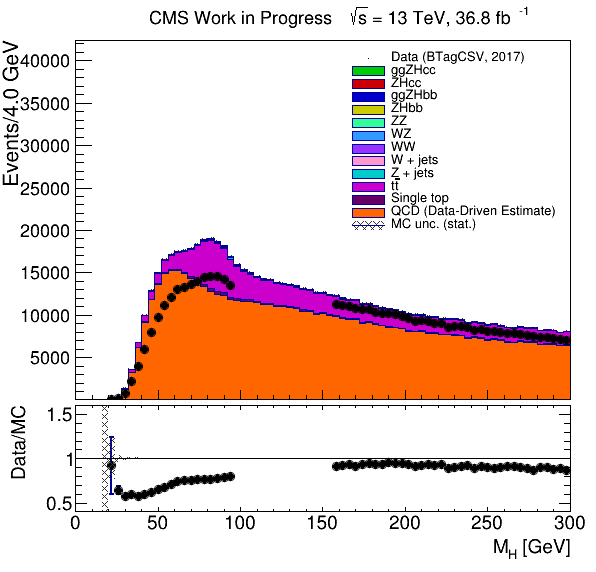 CMS Work in Progress √s = 13 TeV, 36.8 fb -1
Events/4.0 GeV
40000
35000
30000
25000
20000
15000
10000
5000
Data (BTagCSV, 2017)
ggZHcc
ZHcc
ggZHbb
ZHbb
ZZ
WZ
WW
W + jets
Z + jets
tt̅
Single top
QCD (Data-Driven Estimate)
MC unc. (stat.)
Data/MC
1.5
1
0.5
0 50 100 150 200 250 300
M_H [GeV]